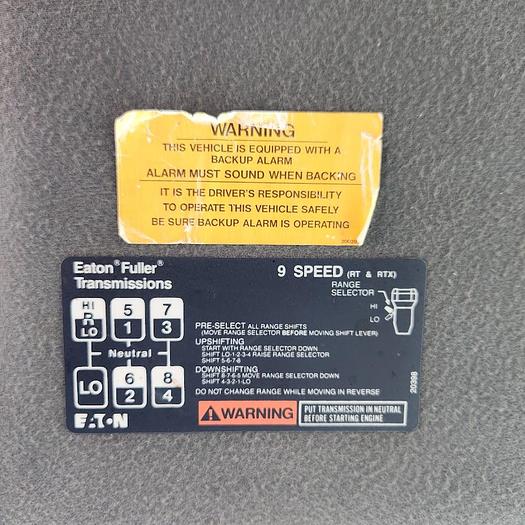 WARNING
THIS VEHICLE IS EQUIPPED WITH A
BACKUP ALARM
ALARM MUST SOUND WHEN BACKING
IT IS THE DRIVER'S RESPONSIBILITY
TO OPERATE THIS VEHICLE SAFELY
BE SURE BACKUP ALARM IS OPERATING
Eaton® Fuller®
Transmissions
9 SPEED (RT & RTX)
RANGE
SELECTOR
HI
LO
HI
R
LO
5
1
7
3
Neutral
LO
6
2
8
4
PRE-SELECT ALL RANGE SHIFTS
(MOVE RANGE SELECTOR BEFORE MOVING SHIFT LEVER)
UPSHIFTING
START WITH RANGE SELECTOR DOWN
SHIFT LO-1-2-3-4 RAISE RANGE SELECTOR
SHIFT 5-6-7-8
DOWNSHIFTING
SHIFT 8-7-6-5 MOVE RANGE SELECTOR DOWN
SHIFT 4-3-2-1-LO
DO NOT CHANGE RANGE WHILE MOVING IN REVERSE
EATON
WARNING
PUT TRANSMISSION IN NEUTRAL
BEFORE STARTING ENGINE
20398